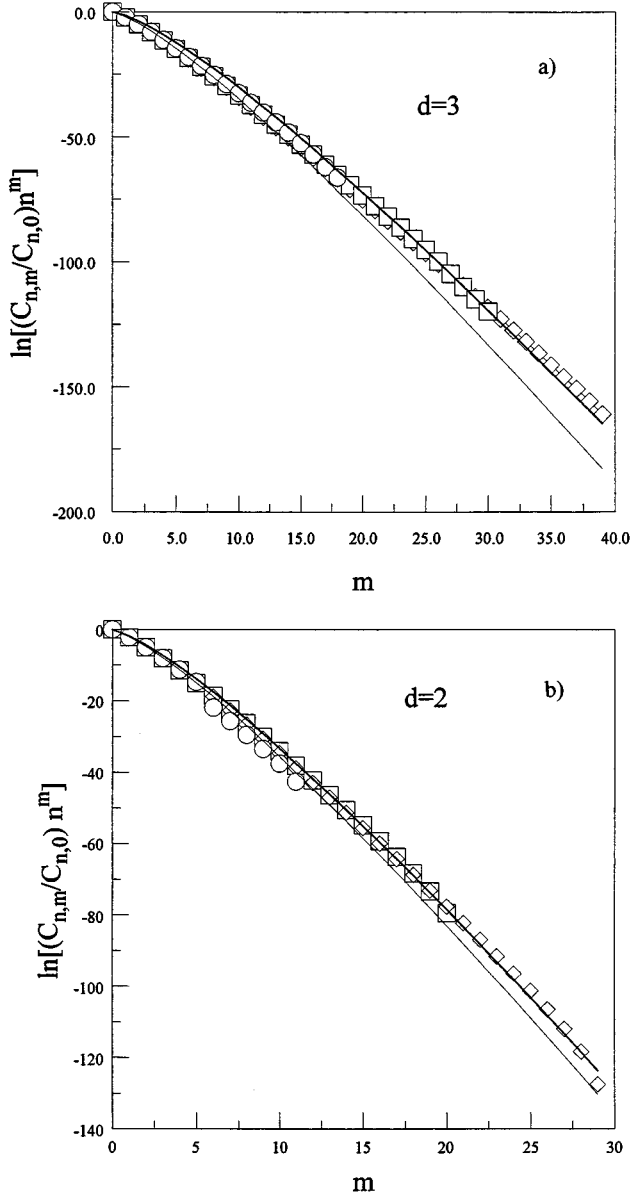 0.0
a)
d=3
-50.0
-100.0
-150.0
-200.0
ln[(C_{n,m}/C_{n,0})n^m]
0.0 5.0 10.0 15.0 20.0 25.0 30.0 35.0 40.0
m
0
b)
d=2
-20
-40
-60
-80
-100
-120
-140
ln[(C_{n,m}/C_{n,0}) n^m]
0 5 10 15 20 25 30
m